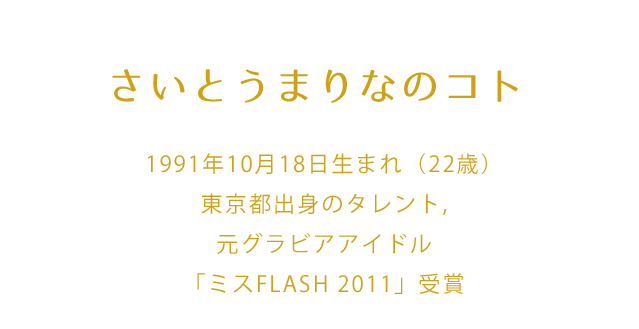 さいとうまりなのコト
1991年10月18日生まれ（22歳）
東京都出身のタレント,
元グラビアアイドル
「ミスFLASH 2011」受賞